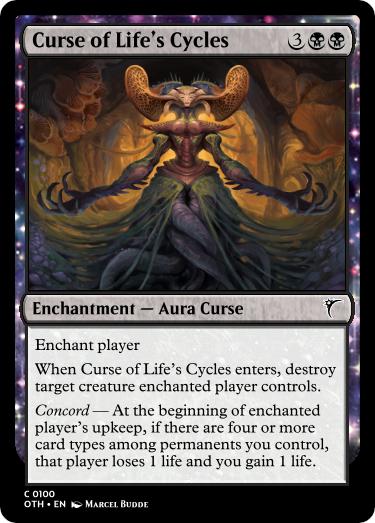 Curse of Life's Cycles 3
Enchantment — Aura Curse
Enchant player
When Curse of Life's Cycles enters, destroy
target creature enchanted player controls.
Concord — At the beginning of enchanted
player's upkeep, if there are four or more
card types among permanents you control,
that player loses 1 life and you gain 1 life.
C 0100
OTH • EN Marcel Budde